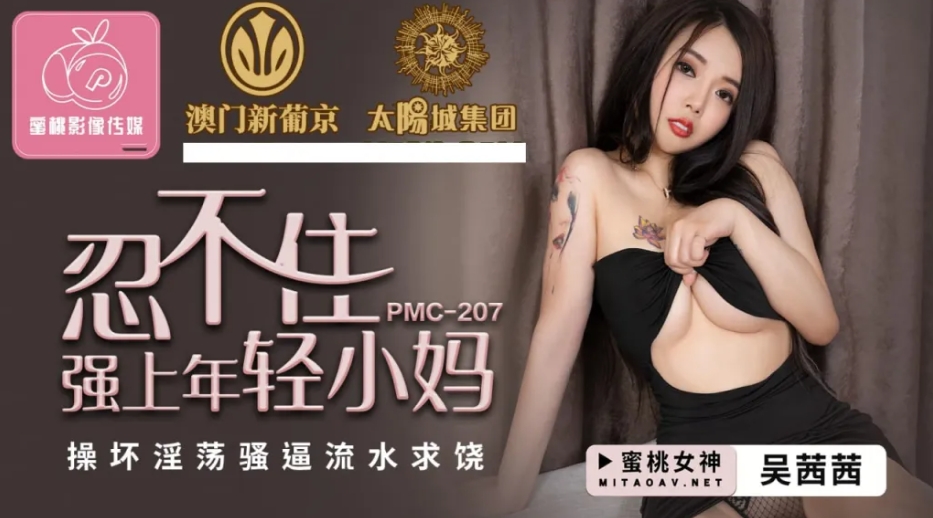 蜜桃影像传媒
澳门新葡京
太陽城集团
忍不住
PMC-207
强上年轻小妈
操坏淫荡骚逼流水求饶
蜜桃女神
MITAOAV.NET
吴茜茜